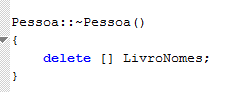 Pessoa::~Pessoa()
{
    delete [] LivroNomes;
}